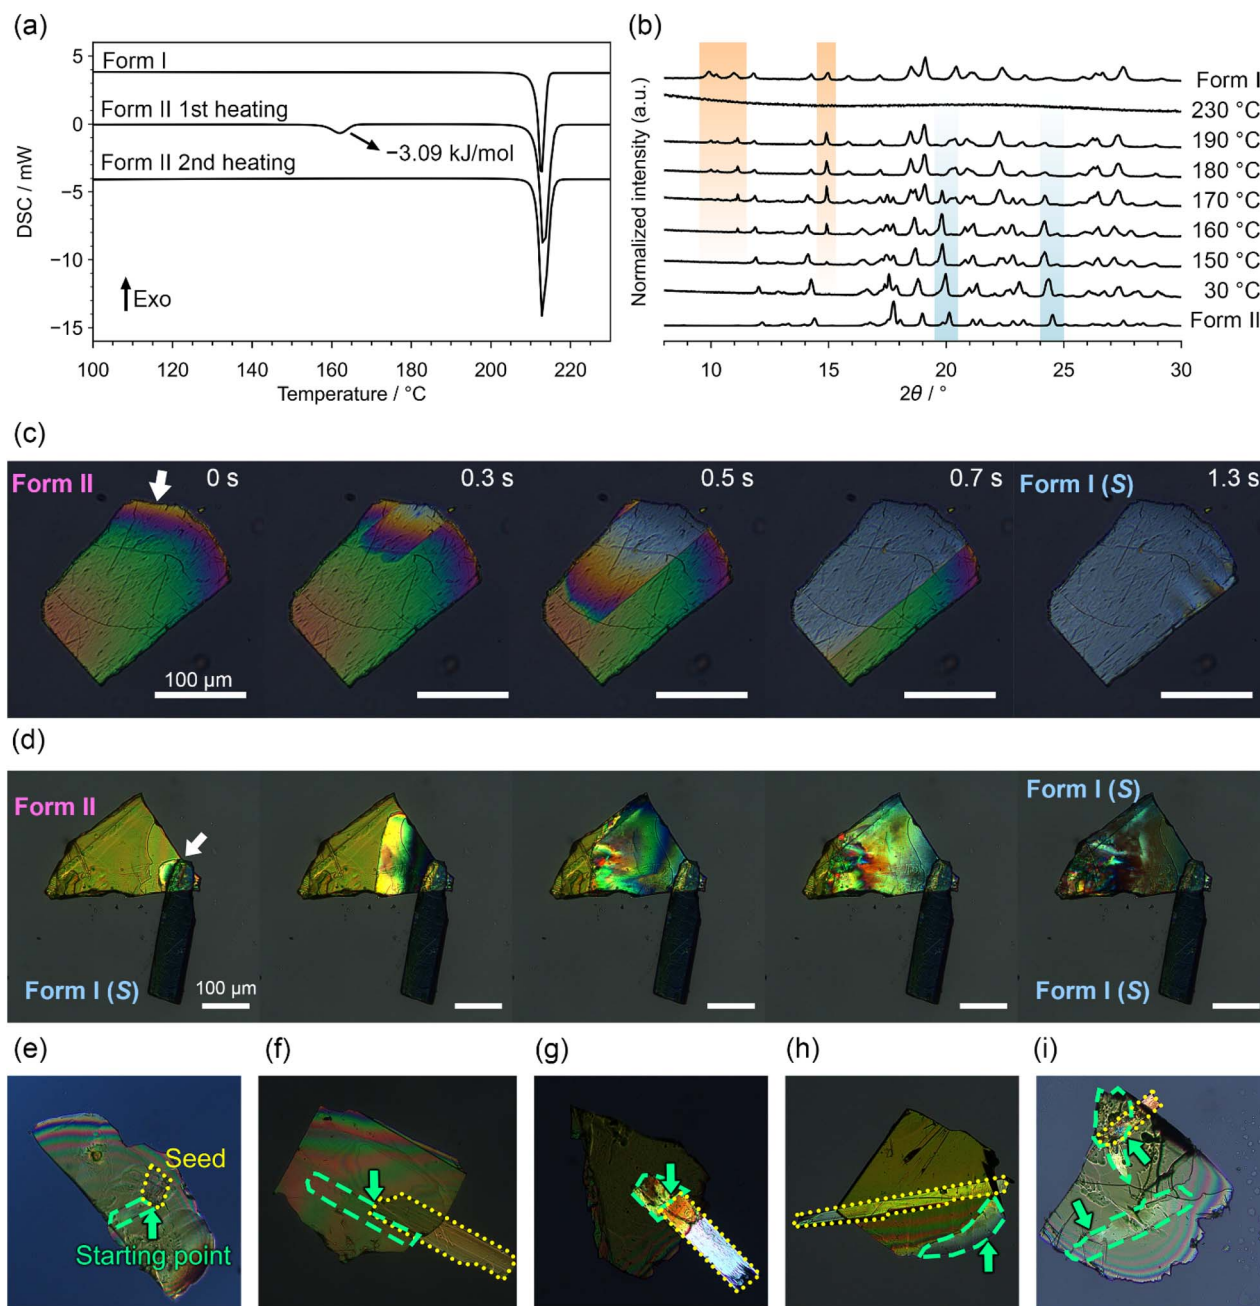 (a)
5
0
−5
−10
−15
DSC / mW
Form I
Form II 1st heating
−3.09 kJ/mol
Form II 2nd heating
Exo
100 120 140 160 180 200 220
Temperature / °C
(b)
Normalized intensity (a.u.)
Form I
230 °C
190 °C
180 °C
170 °C
160 °C
150 °C
30 °C
Form II
10 15 20 25 30
2θ / °
(c)
Form II 0 s
0.3 s
0.5 s
0.7 s
Form I (S) 1.3 s
100 µm
(d)
Form II
Form I (S)
Form I (S)
100 µm
Form I (S)
(e)
Seed
Starting point
(f)
(g)
(h)
(i)